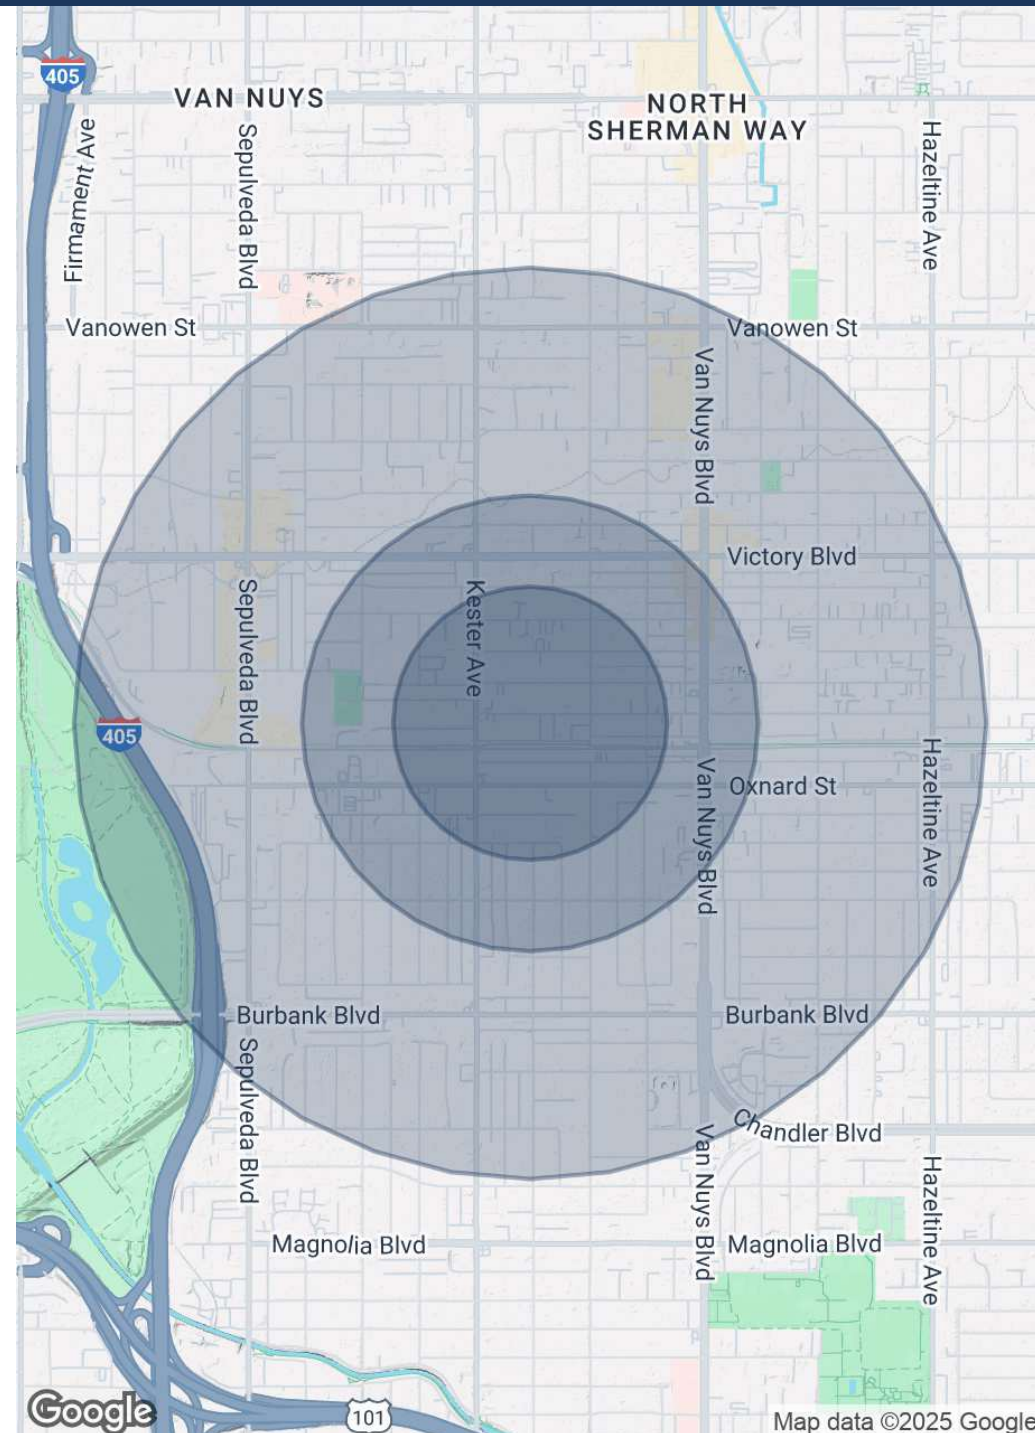 405
VAN NUYS
NORTH
SHERMAN WAY
Firmament Ave
Sepulveda Blvd
Hazeltine Ave
Vanowen St
Vanowen St
Van Nuys Blvd
Victory Blvd
Kester Ave
Sepulveda Blvd
405
Oxnard St
Van Nuys Blvd
Hazeltine Ave
Burbank Blvd
Burbank Blvd
Sepulveda Blvd
Chandler Blvd
Van Nuys Blvd
Hazeltine Ave
Magnolia Blvd
Magnolia Blvd
Google
101
Map data ©2025 Google